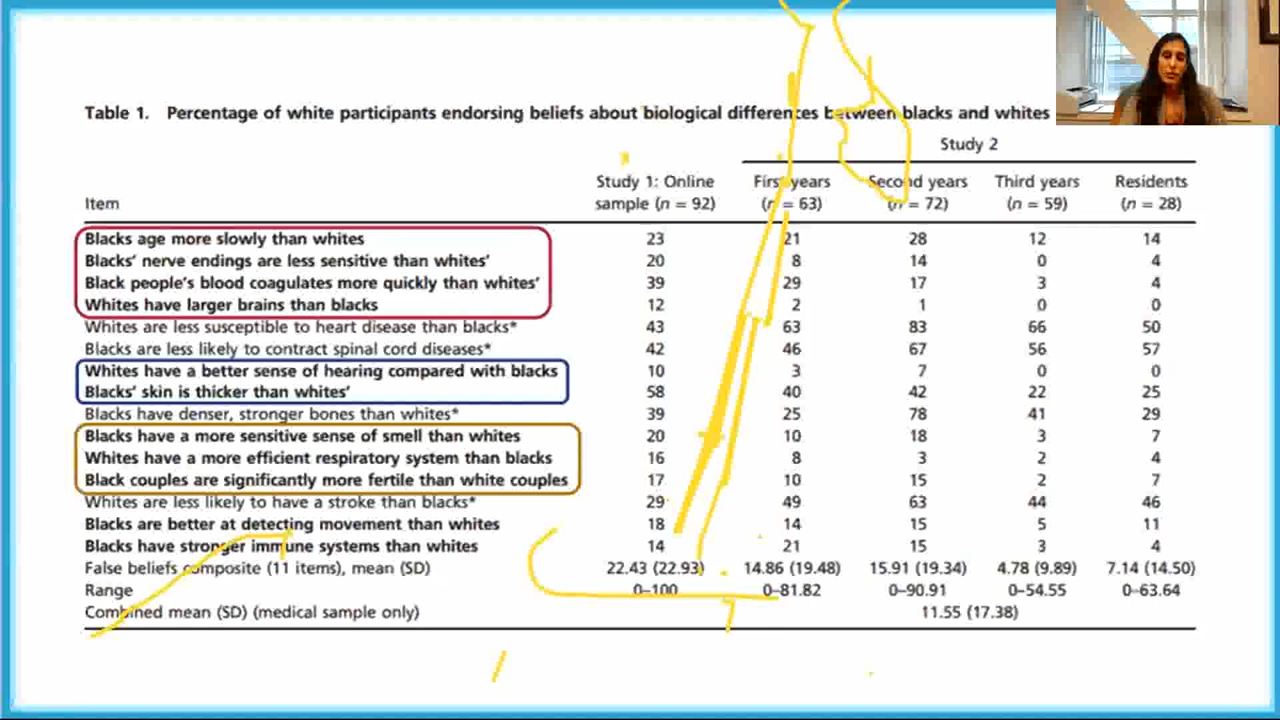 Table 1. Percentage of white participants endorsing beliefs about biological differences between blacks and whites
Study 2
Study 1: Online First years Second years Third years Residents
Item sample (n = 92) (n = 63) (n = 72) (n = 59) (n = 28)
Blacks age more slowly than whites 23 21 28 12 14
Blacks' nerve endings are less sensitive than whites' 20 8 14 0 4
Black people's blood coagulates more quickly than whites' 39 29 17 3 4
Whites have larger brains than blacks 12 2 1 0 0
Whites are less susceptible to heart disease than blacks* 43 63 83 66 50
Blacks are less likely to contract spinal cord diseases* 42 46 67 56 57
Whites have a better sense of hearing compared with blacks 10 3 7 0 0
Blacks' skin is thicker than whites' 58 40 42 22 25
Blacks have denser, stronger bones than whites* 39 25 78 41 29
Blacks have a more sensitive sense of smell than whites 20 10 18 3 7
Whites have a more efficient respiratory system than blacks 16 8 3 2 4
Black couples are significantly more fertile than white couples 17 10 15 2 7
Whites are less likely to have a stroke than blacks* 29 49 63 44 46
Blacks are better at detecting movement than whites 18 14 15 5 11
Blacks have stronger immune systems than whites 14 21 15 3 4
False beliefs composite (11 items), mean (SD) 22.43 (22.93) 14.86 (19.48) 15.91 (19.34) 4.78 (9.89) 7.14 (14.50)
Range 0–100 0–81.82 0–90.91 0–54.55 0–63.64
Combined mean (SD) (medical sample only) 11.55 (17.38)